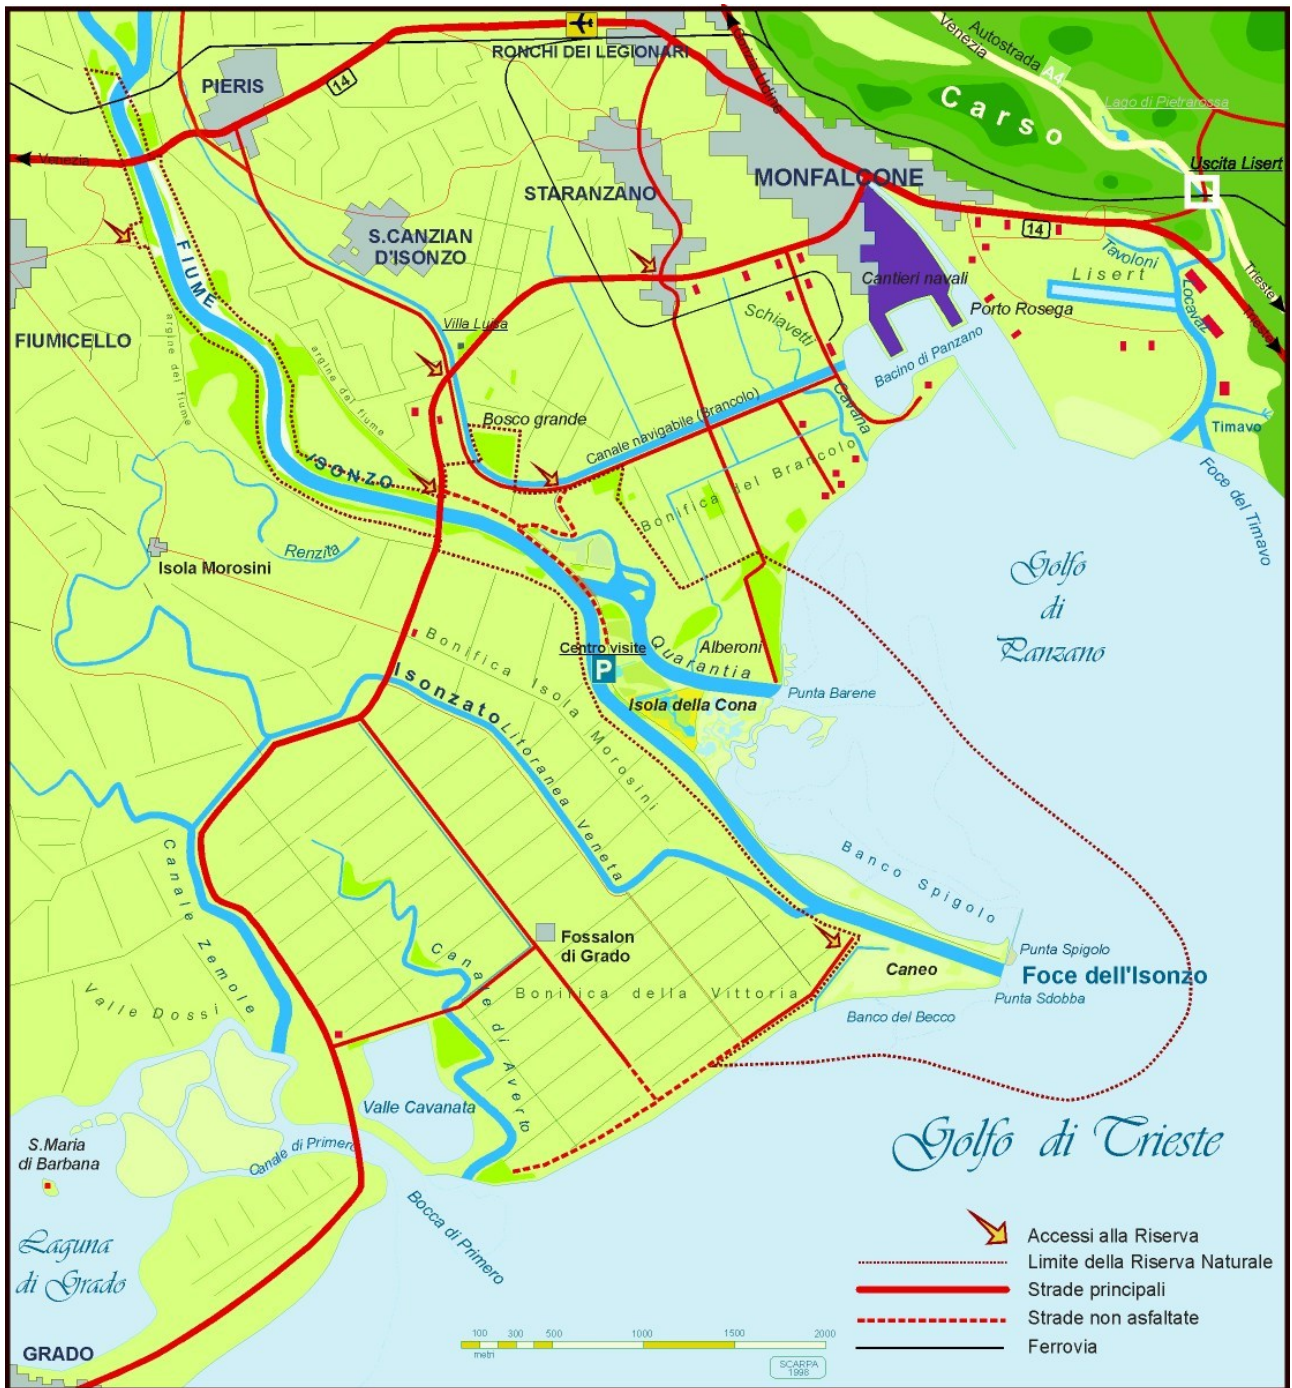 RONCHI DEI LEGIONARI
PIERIS
14
Venezia
Gorizia Udine
Venezia
Autostrada A4
Carso
Lago di Pietrarossa
Uscita Lisert
MONFALCONE
STARANZANO
S.CANZIAN
D'ISONZO
14
Tavoloni
Lisert
Locavaz
Trieste
Trieste
Cantieri navali
Porto Rosega
Bacino di Panzano
FIUME
ISONZO
FIUMICELLO
argine del fiume
argine del fiume
Villa Luisa
Schiavetti
Cavana
Bosco grande
Canale navigabile (Brancolo)
Bonifica del Brancolo
Timavo
Foce del Timavo
Renzita
Isola Morosini
Golfo
di
Panzano
Bonifica Isola Morosini
Centro visite
P
Alberoni
Quarantia
Punta Barene
Isola della Cona
Isonzato
Litoranea Veneta
Banco Spigolo
Canale Zemole
Fossalon
di Grado
Canale di Averto
Bonifica della Vittoria
Caneo
Punta Spigolo
Foce dell'Isonzo
Punta Sdobba
Banco del Becco
Valle Dossi
Valle Cavanata
Golfo di Trieste
S.Maria
di Barbana
Canale di Primero
Bocca di Primero
Laguna
di Grado
GRADO
Accessi alla Riserva
Limite della Riserva Naturale
Strade principali
Strade non asfaltate
Ferrovia
100 300 500 1000 1500 2000
metri
SCARPA
1998